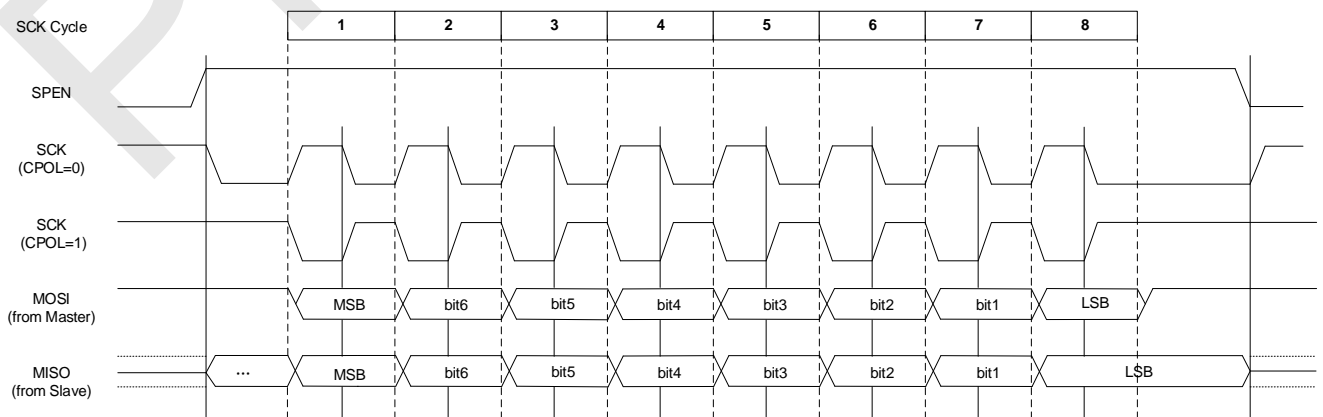 SCK Cycle 1 2 3 4 5 6 7 8
SPEN
SCK
(CPOL=0)
SCK
(CPOL=1)
MOSI
(from Master)
MSB bit6 bit5 bit4 bit3 bit2 bit1 LSB
MISO
(from Slave)
... MSB bit6 bit5 bit4 bit3 bit2 bit1 LSB